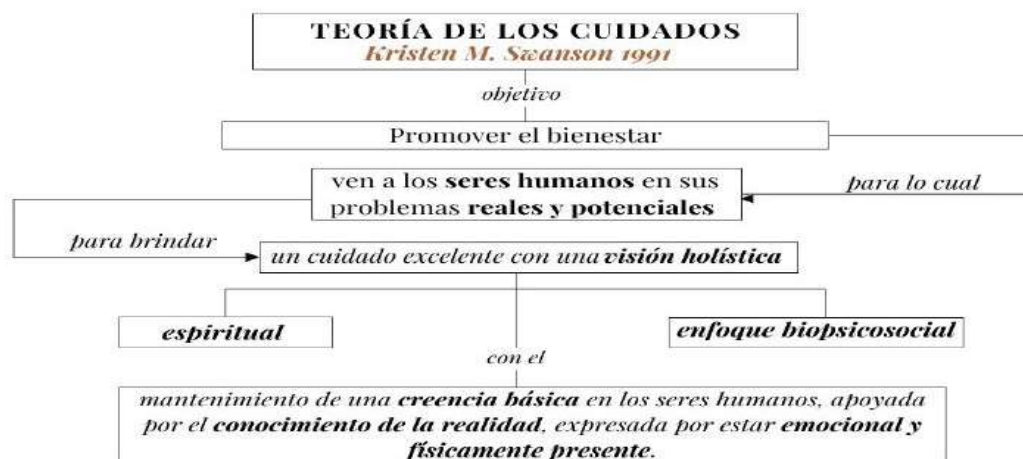 TEORÍA DE LOS CUIDADOS
Kristen M. Swanson 1991
objetivo
Promover el bienestar
para lo cual
ven a los seres humanos en sus
problemas reales y potenciales
para brindar
un cuidado excelente con una visión holística
espiritual
enfoque biopsicosocial
con el
mantenimiento de una creencia básica en los seres humanos, apoyada
por el conocimiento de la realidad, expresada por estar emocional y
físicamente presente.